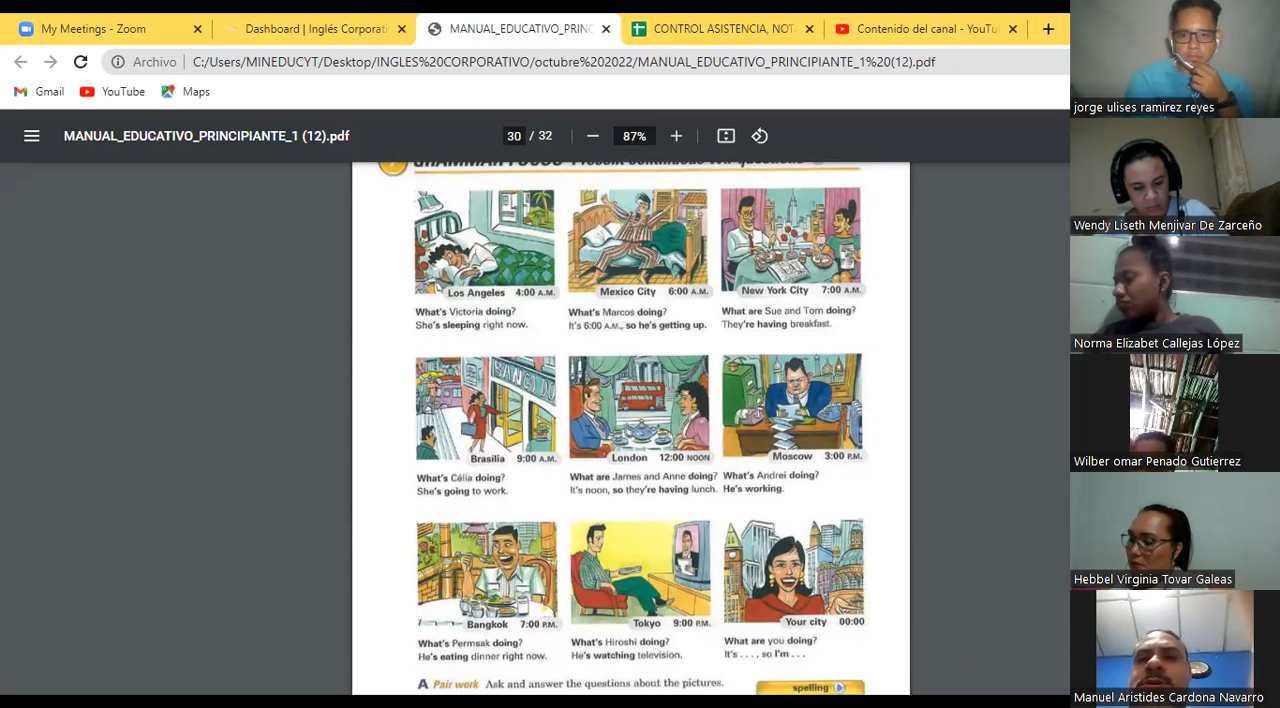 My Meetings - Zoom
Dashboard | Inglés Corporati
MANUAL_EDUCATIVO_PRINC
CONTROL ASISTENCIA, NOT
Contenido del canal - YouTu
Archivo
C:/Users/MINEDUCYT/Desktop/INGLES%20CORPORATIVO/octubre%202022/MANUAL_EDUCATIVO_PRINCIPIANTE_1%20(12).pdf
Gmail
YouTube
Maps
MANUAL_EDUCATIVO_PRINCIPIANTE_1 (12).pdf
30 / 32
87%
Los Angeles 4:00 A.M.
What's Victoria doing?
She's sleeping right now.
Mexico City 6:00 A.M.
What's Marcos doing?
It's 6:00 A.M., so he's getting up.
New York City 7:00 A.M.
What are Sue and Tom doing?
They're having breakfast.
BANCO DU
Brasília 9:00 A.M.
What's Célia doing?
She's going to work.
London 12:00 NOON
What are James and Anne doing?
It's noon, so they're having lunch.
Moscow 3:00 P.M.
What's Andrei doing?
He's working.
Bangkok 7:00 P.M.
What's Permsak doing?
He's eating dinner right now.
Tokyo 9:00 P.M.
What's Hiroshi doing?
He's watching television.
Your city 00:00
What are you doing?
It's . . . , so I'm . . .
A Pair work Ask and answer the questions about the pictures.
spelling
jorge ulises ramirez reyes
Wendy Liseth Menjivar De Zarceño
Norma Elizabet Callejas López
Wilber omar Penado Gutierrez
Hebbel Virginia Tovar Galeas
Manuel Aristides Cardona Navarro